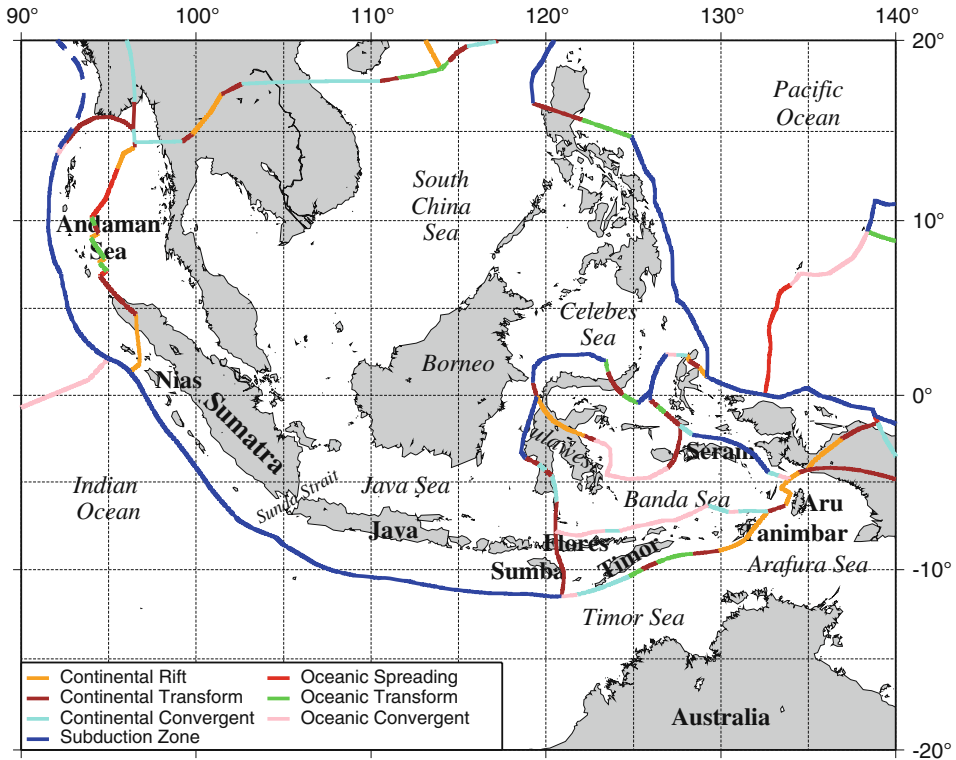 90° 100° 110° 120° 130° 140°
20°
Pacific
Ocean
South
China
Sea
10°
Andaman
Sea
Celebes
Sea
Borneo
Nias
0°
Sumatra
Sulawesi
Seram
Indian
Ocean
Sunda Strait
Java Sea
Banda Sea
Aru
Java
Flores
Tanimbar
Sumba
Timor
Arafura Sea
-10°
Timor Sea
Continental Rift
Oceanic Spreading
Continental Transform
Oceanic Transform
Continental Convergent
Oceanic Convergent
Subduction Zone
Australia
-20°